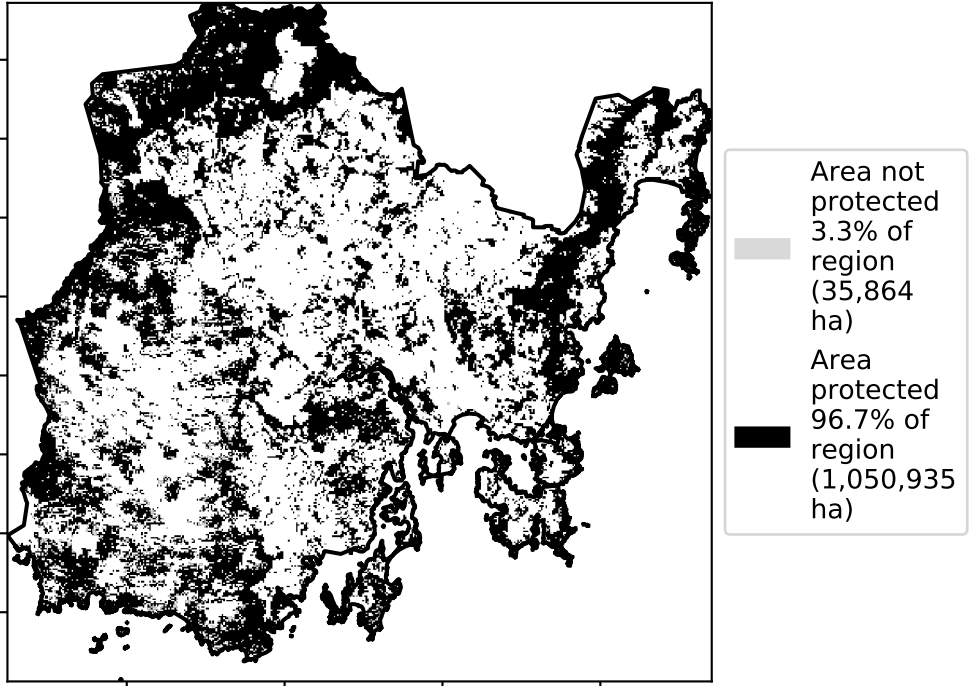 Area not
protected
3.3% of
region
(35,864
ha)
Area
protected
96.7% of
region
(1,050,935
ha)